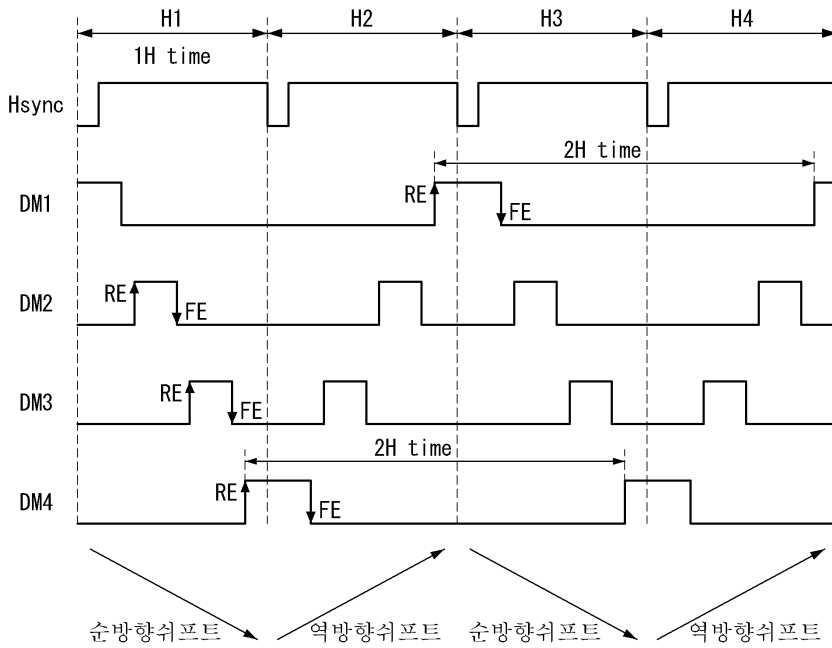 H1 H2 H3 H4
1H time
Hsync
2H time
DM1 RE FE
DM2 RE FE
DM3 RE FE
2H time
DM4 RE FE
순방향쉬프트 역방향쉬프트 순방향쉬프트 역방향쉬프트